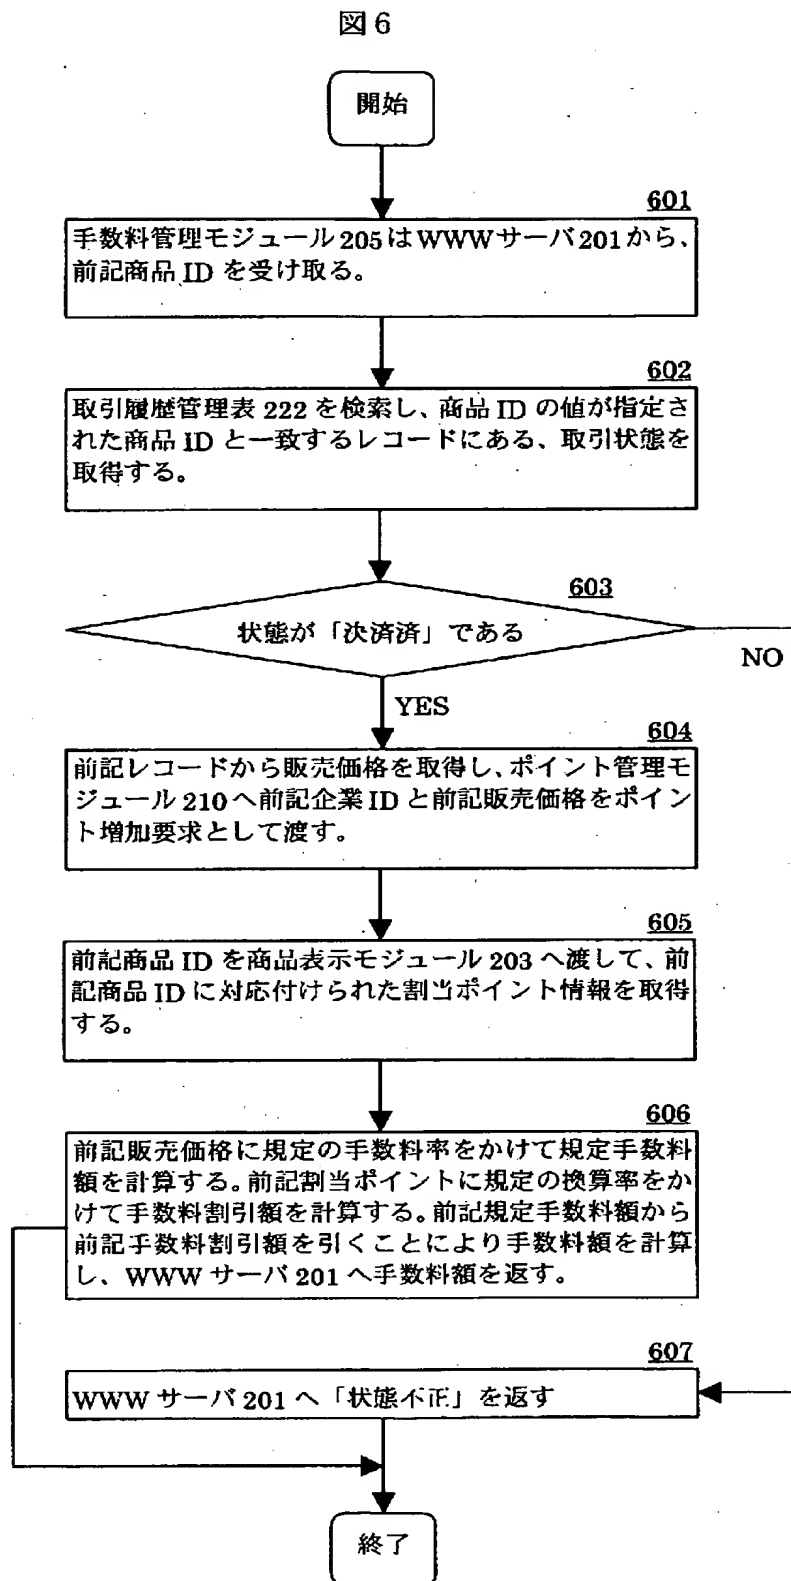 図6
開始
601
手数料管理モジュール205はWWWサーバ201から、
前記商品IDを受け取る。
602
取引履歴管理表222を検索し、商品IDの値が指定さ
れた商品IDと一致するレコードにある、取引状態を
取得する。
603
状態が「決済済」である
NO
YES
604
前記レコードから販売価格を取得し、ポイント管理モ
ジュール210へ前記企業IDと前記販売価格をポイン
ト増加要求として渡す。
605
前記商品IDを商品表示モジュール203へ渡して、前
記商品IDに対応付けられた割当ポイント情報を取得
する。
606
前記販売価格に規定の手数料率をかけて規定手数料
額を計算する。前記割当ポイントに規定の換算率をか
けて手数料割引額を計算する。前記規定手数料額から
前記手数料割引額を引くことにより手数料額を計算
し、WWWサーバ201へ手数料額を返す。
607
WWWサーバ201へ「状態不正」を返す
終了